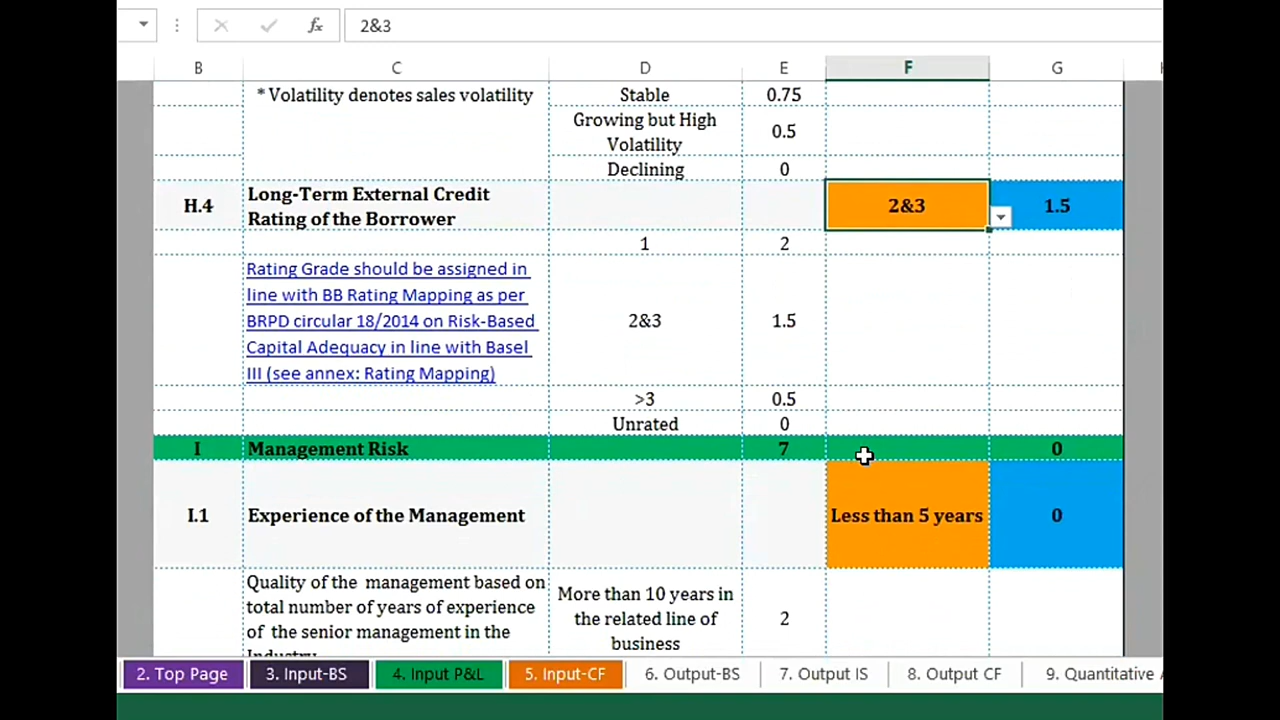 fx 2&3
B C D E F G
* Volatility denotes sales volatility Stable 0.75
Growing but High
Volatility 0.5
Declining 0
H.4 Long-Term External Credit
Rating of the Borrower 2&3 1.5
1 2
Rating Grade should be assigned in
line with BB Rating Mapping as per
BRPD circular 18/2014 on Risk-Based
Capital Adequacy in line with Basel
III (see annex: Rating Mapping)
2&3 1.5
>3 0.5
Unrated 0
I Management Risk 7 0
I.1 Experience of the Management Less than 5 years 0
Quality of the management based on
total number of years of experience
of the senior management in the
Industry
More than 10 years in
the related line of
business
2
2. Top Page 3. Input-BS 4. Input P&L 5. Input-CF 6. Output-BS 7. Output IS 8. Output CF 9. Quantitative